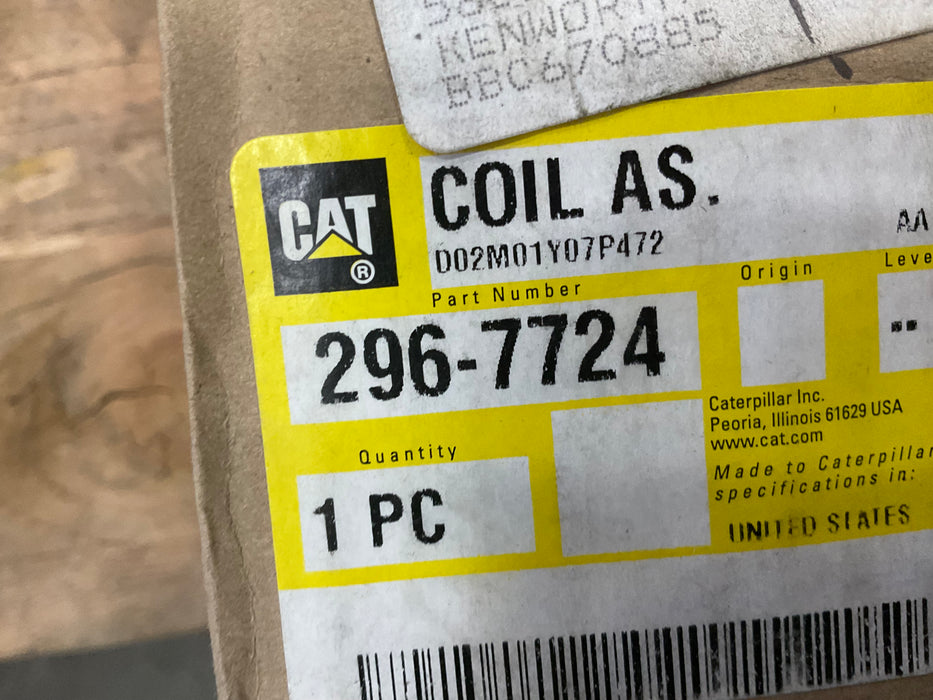 KENWORTH
BBC670885
CAT
®
COIL AS.
D02M01Y07P472
AA
Part Number
Origin
Leve
296-7724
--
Caterpillar Inc.
Peoria, Illinois 61629 USA
www.cat.com
Quantity
1 PC
Made to Caterpillar
specifications in:
UNITED STATES